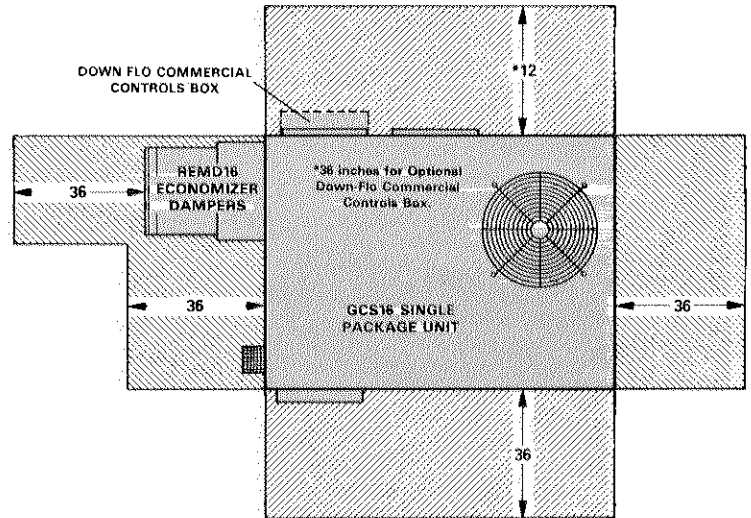 DOWN FLO COMMERCIAL
CONTROLS BOX
*12
REMD16
ECONOMIZER
DAMPERS
*36 inches for Optional
Down-Flo Commercial
Controls Box.
36
36
GCS16 SINGLE
PACKAGE UNIT
36
36